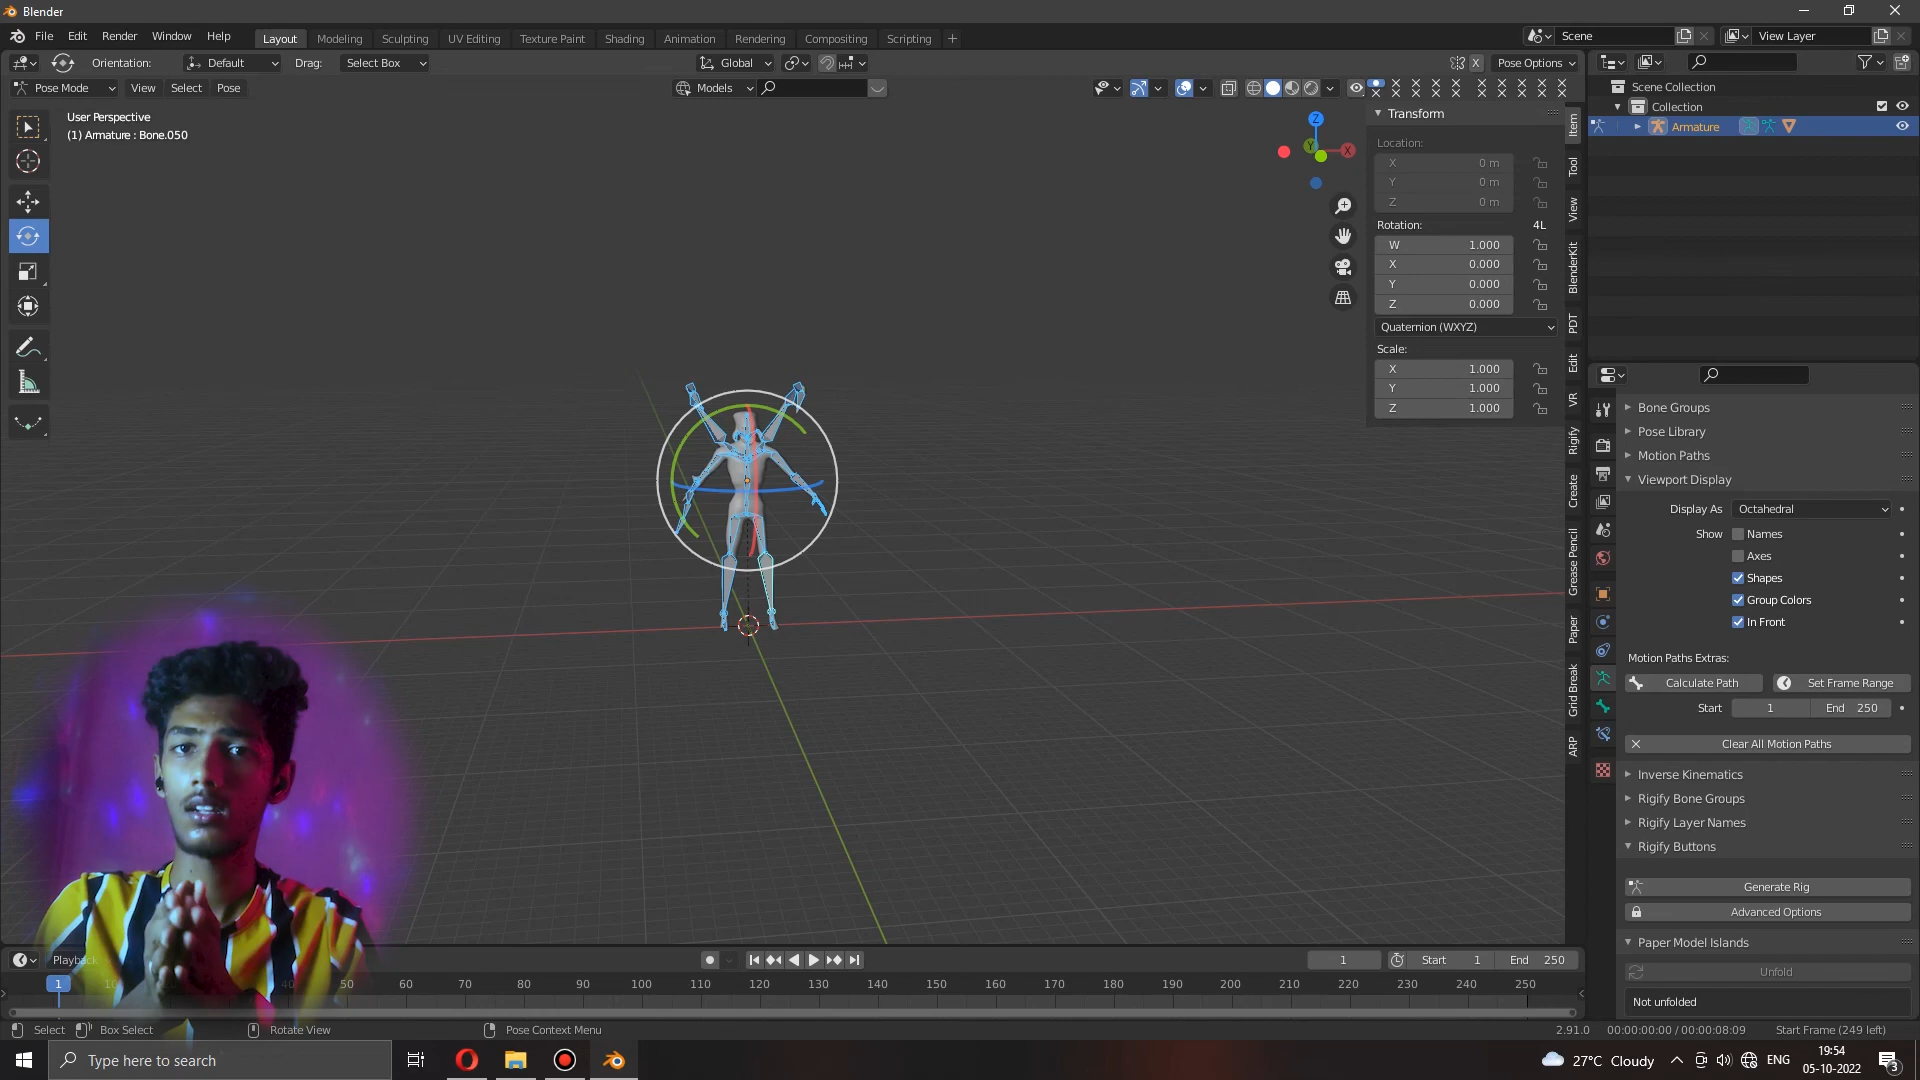 Blender
File Edit Render Window Help
Layout Modeling Sculpting UV Editing Texture Paint Shading Animation Rendering Compositing Scripting
Scene
View Layer
Orientation: Default Drag: Select Box
Global
X Pose Options
Pose Mode View Select Pose
Models
User Perspective
(1) Armature : Bone.050
Z
Y
X
Transform
Location:
X 0 m
Y 0 m
Z 0 m
Rotation: 4L
W 1.000
X 0.000
Y 0.000
Z 0.000
Quaternion (WXYZ)
Scale:
X 1.000
Y 1.000
Z 1.000
Item
Tool
View
BlenderKit
PDT
Edit
VR
Rigify
Create
Grease Pencil
Paper
Grid Break
ARP
Scene Collection
Collection
Armature
Bone Groups
Pose Library
Motion Paths
Viewport Display
Display As Octahedral
Show Names
Axes
Shapes
Group Colors
In Front
Motion Paths Extras:
Calculate Path Set Frame Range
Start 1 End 250
Clear All Motion Paths
Inverse Kinematics
Rigify Bone Groups
Rigify Layer Names
Rigify Buttons
Generate Rig
Advanced Options
Paper Model Islands
Unfold
Not unfolded
Playback
1 Start 1 End 250
1 40 50 60 70 80 90 100 110 120 130 140 150 160 170 180 190 200 210 220 230 240 250
Select Box Select Rotate View Pose Context Menu
2.91.0 00:00:00:00 / 00:00:08:09 Start Frame (249 left)
Type here to search
27°C Cloudy ENG
19:54
05-10-2022
3